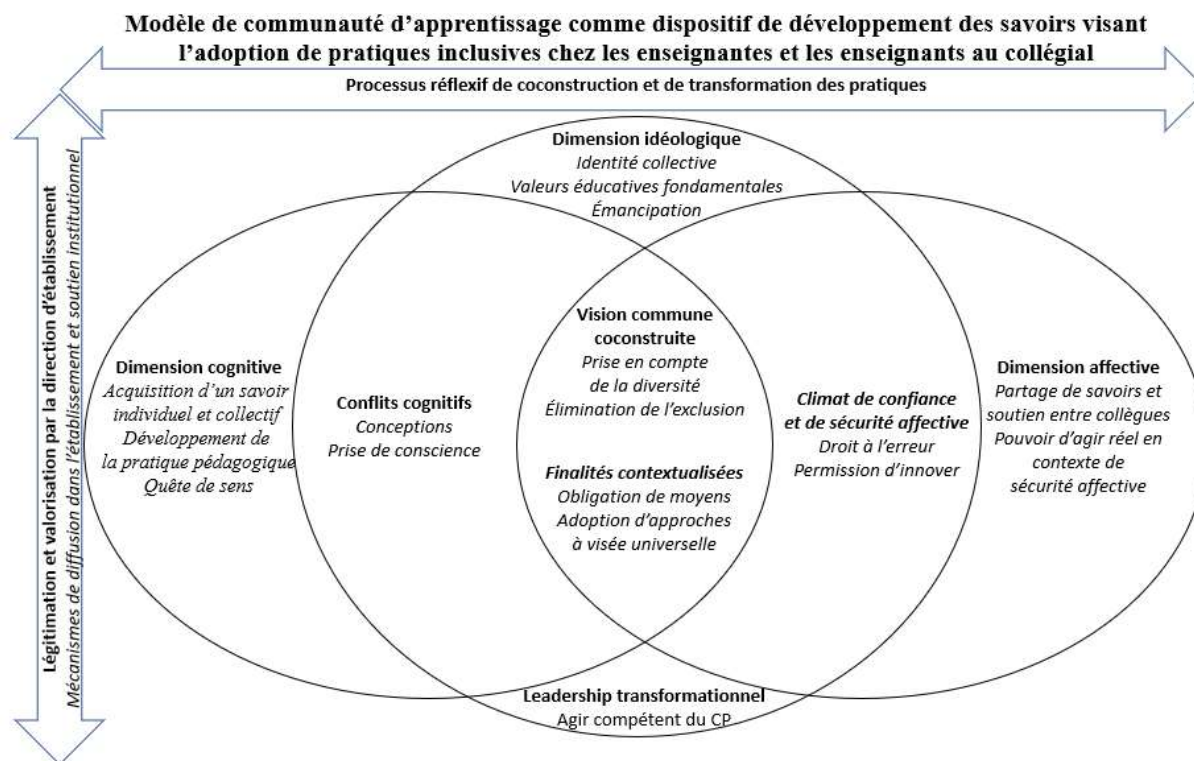 Modèle de communauté d'apprentissage comme dispositif de développement des savoirs visant
l'adoption de pratiques inclusives chez les enseignantes et les enseignants au collégial
Processus réflexif de coconstruction et de transformation des pratiques
Légitimation et valorisation par la direction d'établissement
Mécanismes de diffusion dans l'établissement et soutien institutionnel
Dimension idéologique
Identité collective
Valeurs éducatives fondamentales
Émancipation
Dimension cognitive
Acquisition d'un savoir
individuel et collectif
Développement de
la pratique pédagogique
Quête de sens
Conflits cognitifs
Conceptions
Prise de conscience
Vision commune
coconstruite
Prise en compte
de la diversité
Élimination de l'exclusion
Finalités contextualisées
Obligation de moyens
Adoption d'approches
à visée universelle
Climat de confiance
et de sécurité affective
Droit à l'erreur
Permission d'innover
Dimension affective
Partage de savoirs et
soutien entre collègues
Pouvoir d'agir réel en
contexte de
sécurité affective
Leadership transformationnel
Agir compétent du CP